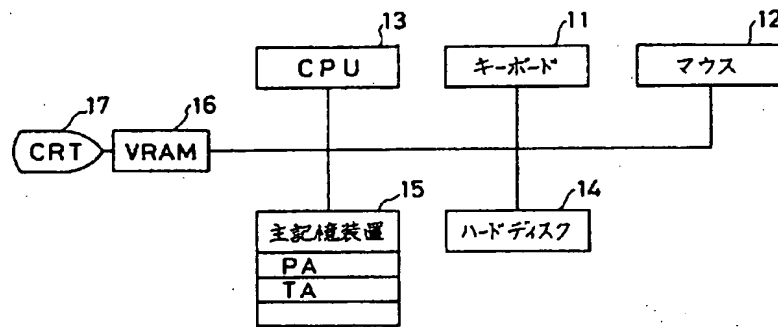 13
11
12
CPU
キーボード
マウス
17
16
CRT
VRAM
15
14
主記憶装置
ハードディスク
PA
TA